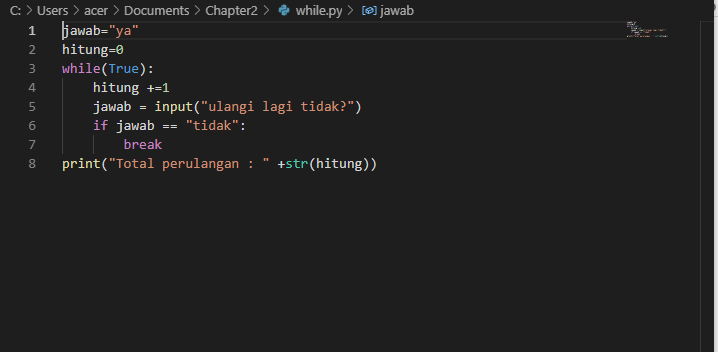 C: > Users > acer > Documents > Chapter2 > while.py > jawab
1 jawab="ya"
2 hitung=0
3 while(True):
4     hitung +=1
5     jawab = input("ulangi lagi tidak?")
6     if jawab == "tidak":
7         break
8 print("Total perulangan : " +str(hitung))